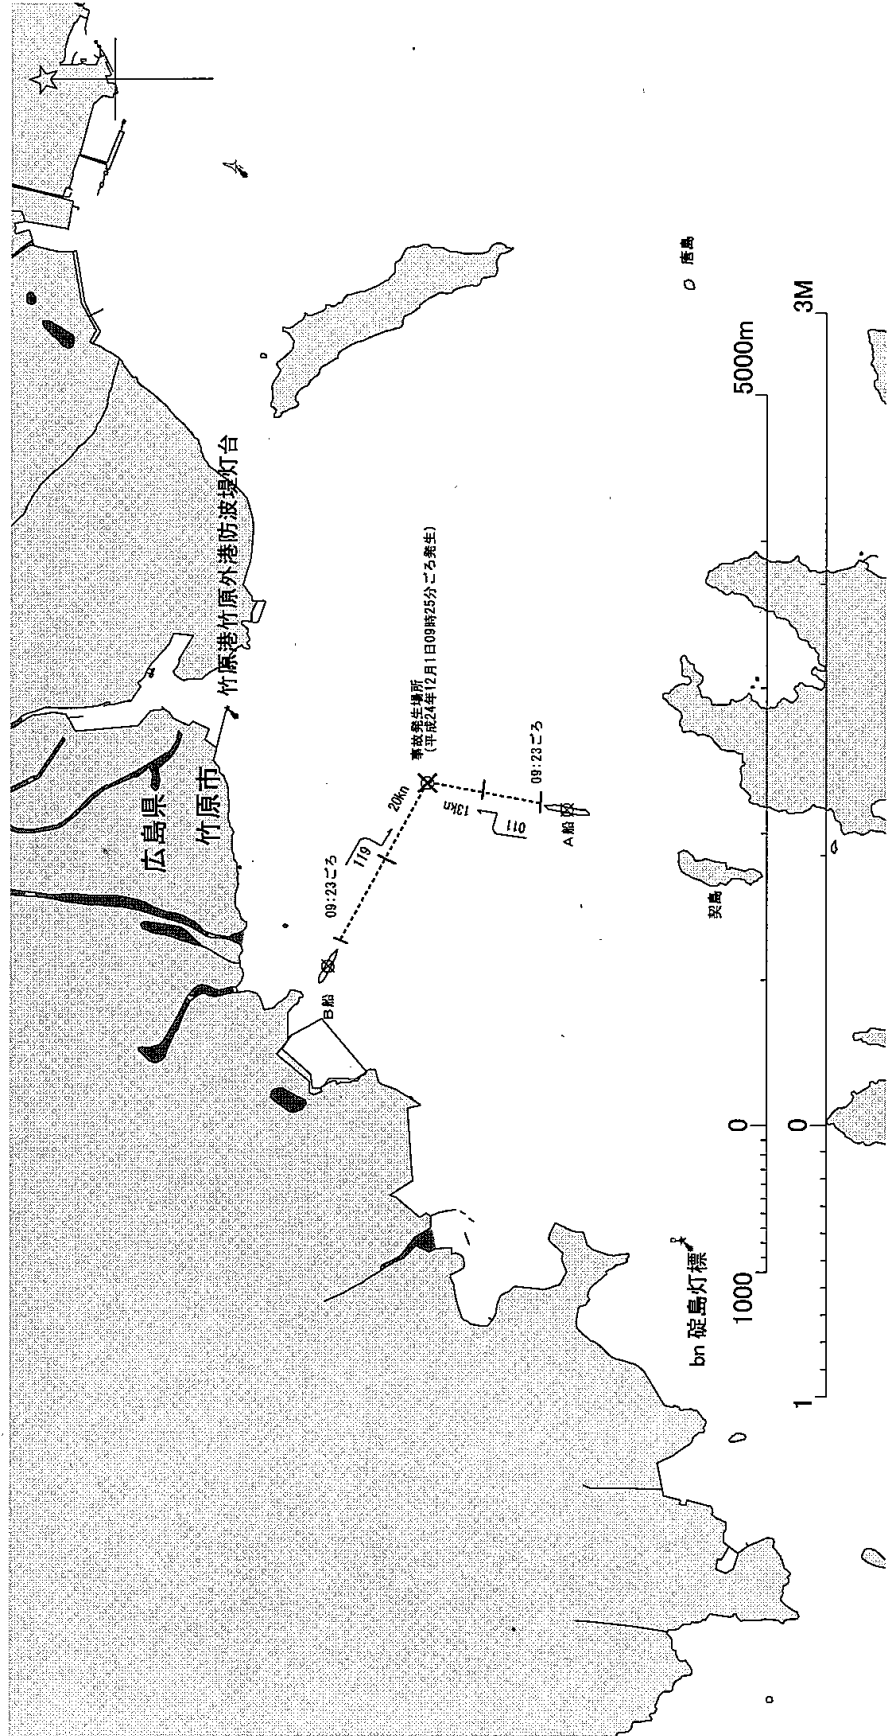 広島県
竹原市
竹原港竹原外港防波堤灯台
事故発生場所
(平成24年12月1日09時25分ごろ発生)
B船
09:23ごろ
119
20kn
A船
09:23ごろ
011
13kn
契島
唐島
bn 碇島灯標
1000
0
5000m
1
0
3M